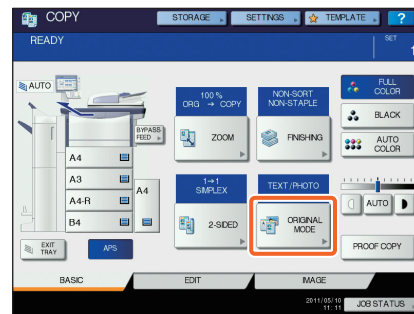 COPY
STORAGE
SETTINGS
TEMPLATE
?
READY
SET
1
AUTO
BYPASS
FEED
A4
A3
A4-R
B4
A4
100 %
ORG → COPY
ZOOM
NON-SORT
NON-STAPLE
FINISHING
1→1
SIMPLEX
2-SIDED
TEXT/PHOTO
ORIGINAL
MODE
FULL
COLOR
BLACK
AUTO
COLOR
AUTO
PROOF COPY
EXIT
TRAY
APS
BASIC
EDIT
IMAGE
2011/05/10
11:11
JOB STATUS